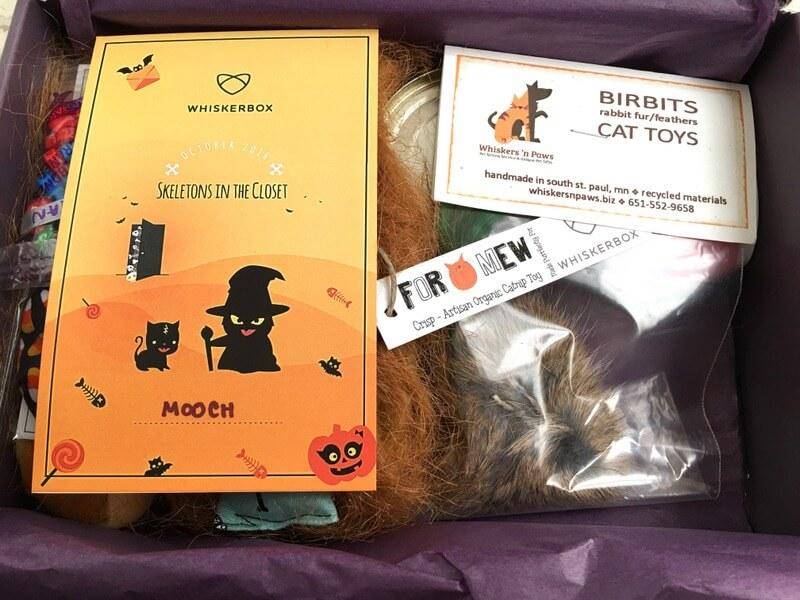 WHISKERBOX
OCTOBER
SKELETONS IN THE CLOSET
MOOCH
BIRBITS
rabbit fur/feathers
CAT TOYS
Whiskers 'n Paws
handmade in south st. paul, mn ❖ recycled materials
whiskersnpaws.biz ❖ 651-552-9658
WHISKERBOX
FOR MEW
Crisp - Artisan Organic Catnip Toy